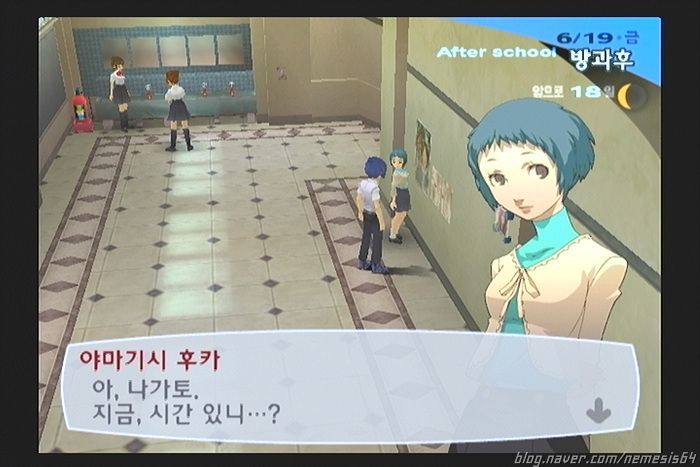 6/19·금
After school 방과후
앞으로 18일
야마기시 후카
아, 나가토.
지금, 시간 있니…?
blog.naver.com/nemesis64